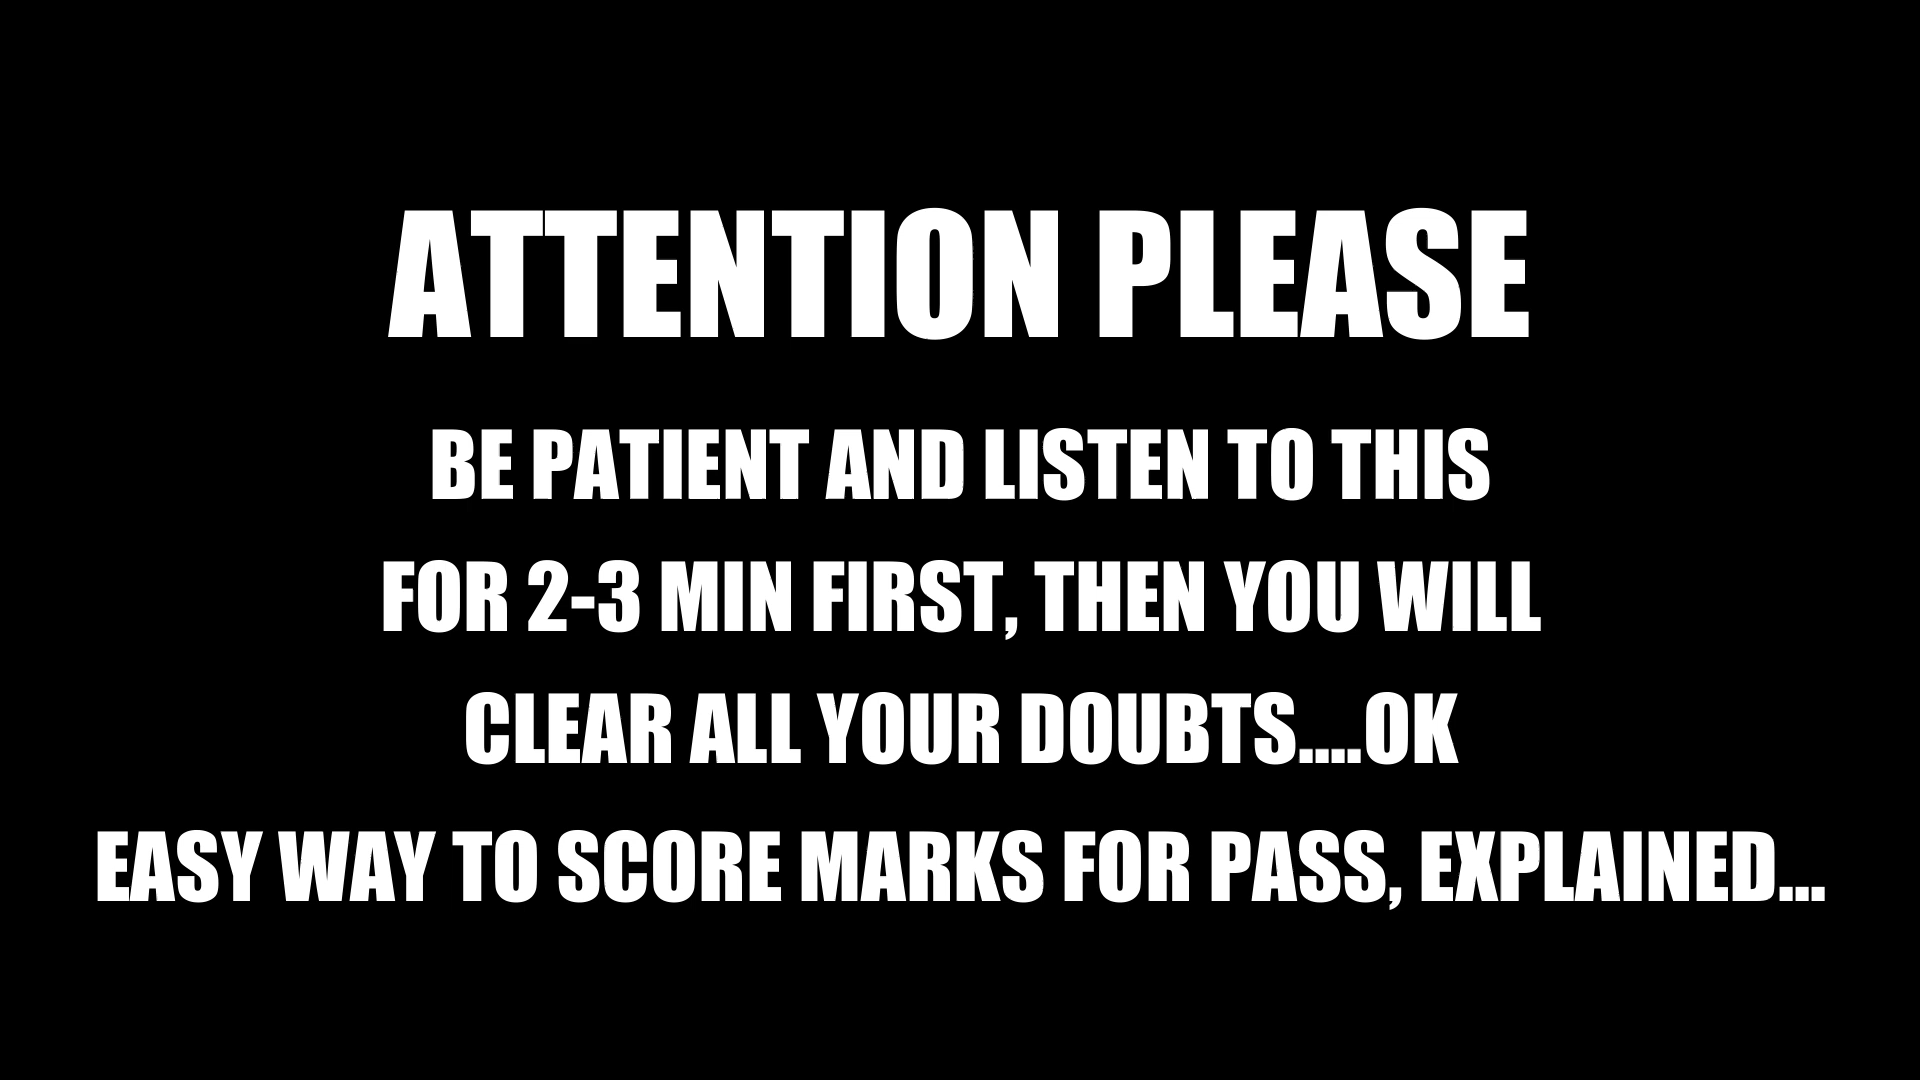 ATTENTION PLEASE
BE PATIENT AND LISTEN TO THIS
FOR 2-3 MIN FIRST, THEN YOU WILL
CLEAR ALL YOUR DOUBTS....OK
EASY WAY TO SCORE MARKS FOR PASS, EXPLAINED...